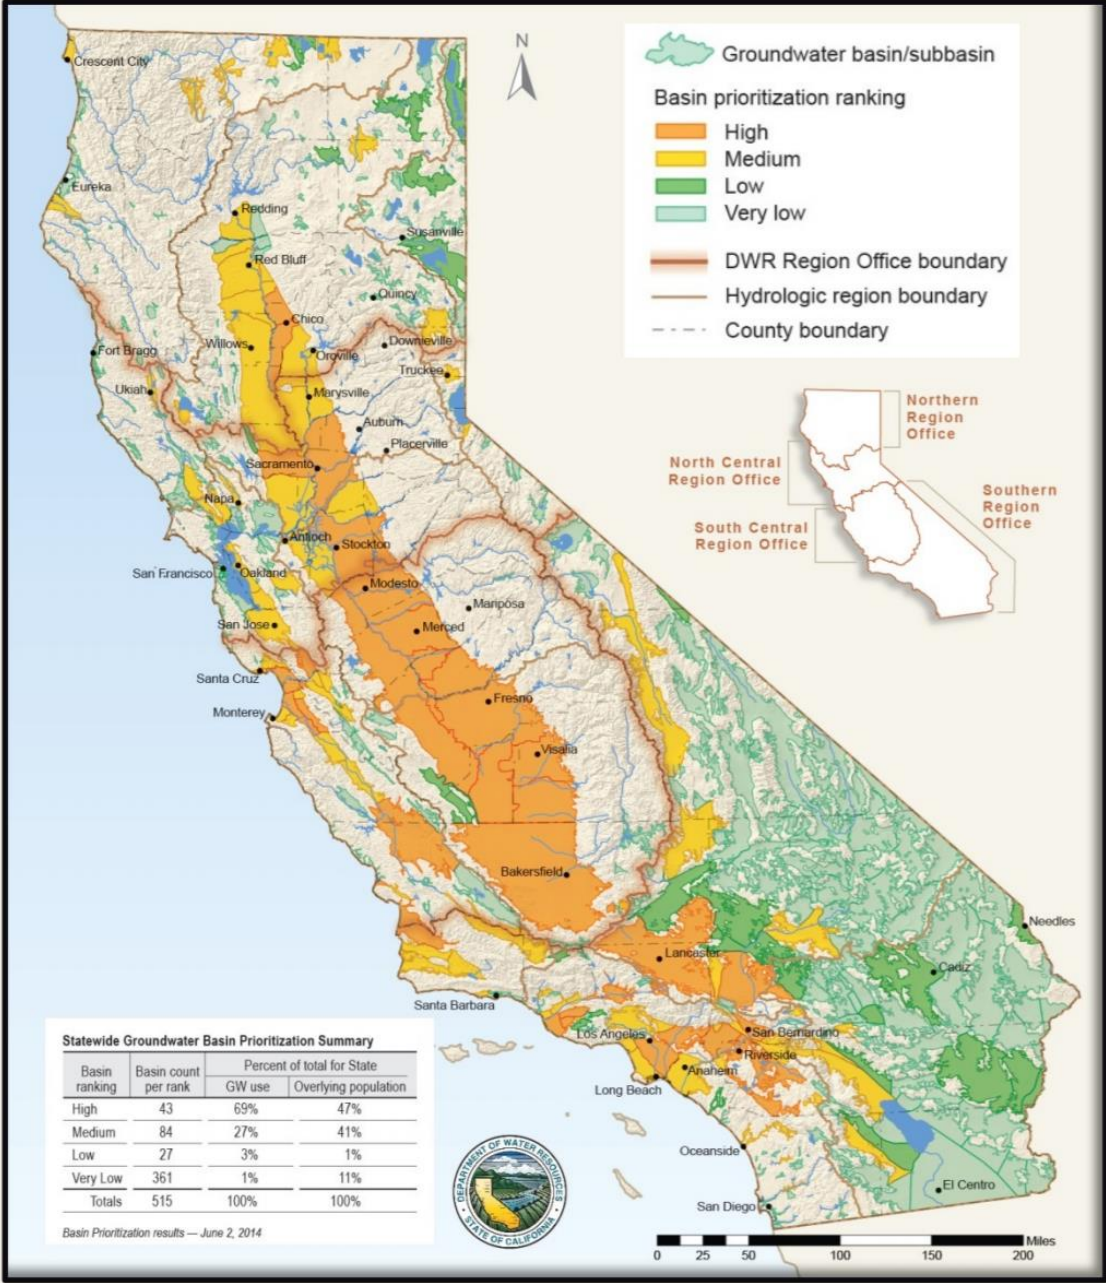 N
Groundwater basin/subbasin
Basin prioritization ranking
High
Medium
Low
Very low
DWR Region Office boundary
Hydrologic region boundary
County boundary
Northern
Region
Office
North Central
Region Office
South Central
Region Office
Southern
Region
Office
Crescent City
Eureka
Redding
Susanville
Red Bluff
Quincy
Chico
Willows
Oroville
Downieville
Fort Bragg
Truckee
Ukiah
Marysville
Auburn
Placerville
Sacramento
Napa
Antioch
Stockton
San Francisco
Oakland
Modesto
Mariposa
San Jose
Merced
Santa Cruz
Fresno
Monterey
Visalia
Bakersfield
Needles
Lancaster
Cadiz
Santa Barbara
Los Angeles
San Bernardino
Riverside
Anaheim
Long Beach
Oceanside
El Centro
San Diego
Statewide Groundwater Basin Prioritization Summary
Basin ranking Basin count per rank Percent of total for State
GW use Overlying population
High 43 69% 47%
Medium 84 27% 41%
Low 27 3% 1%
Very Low 361 1% 11%
Totals 515 100% 100%
Basin Prioritization results — June 2, 2014
DEPARTMENT OF WATER RESOURCES
STATE OF CALIFORNIA
Miles
0 25 50 100 150 200